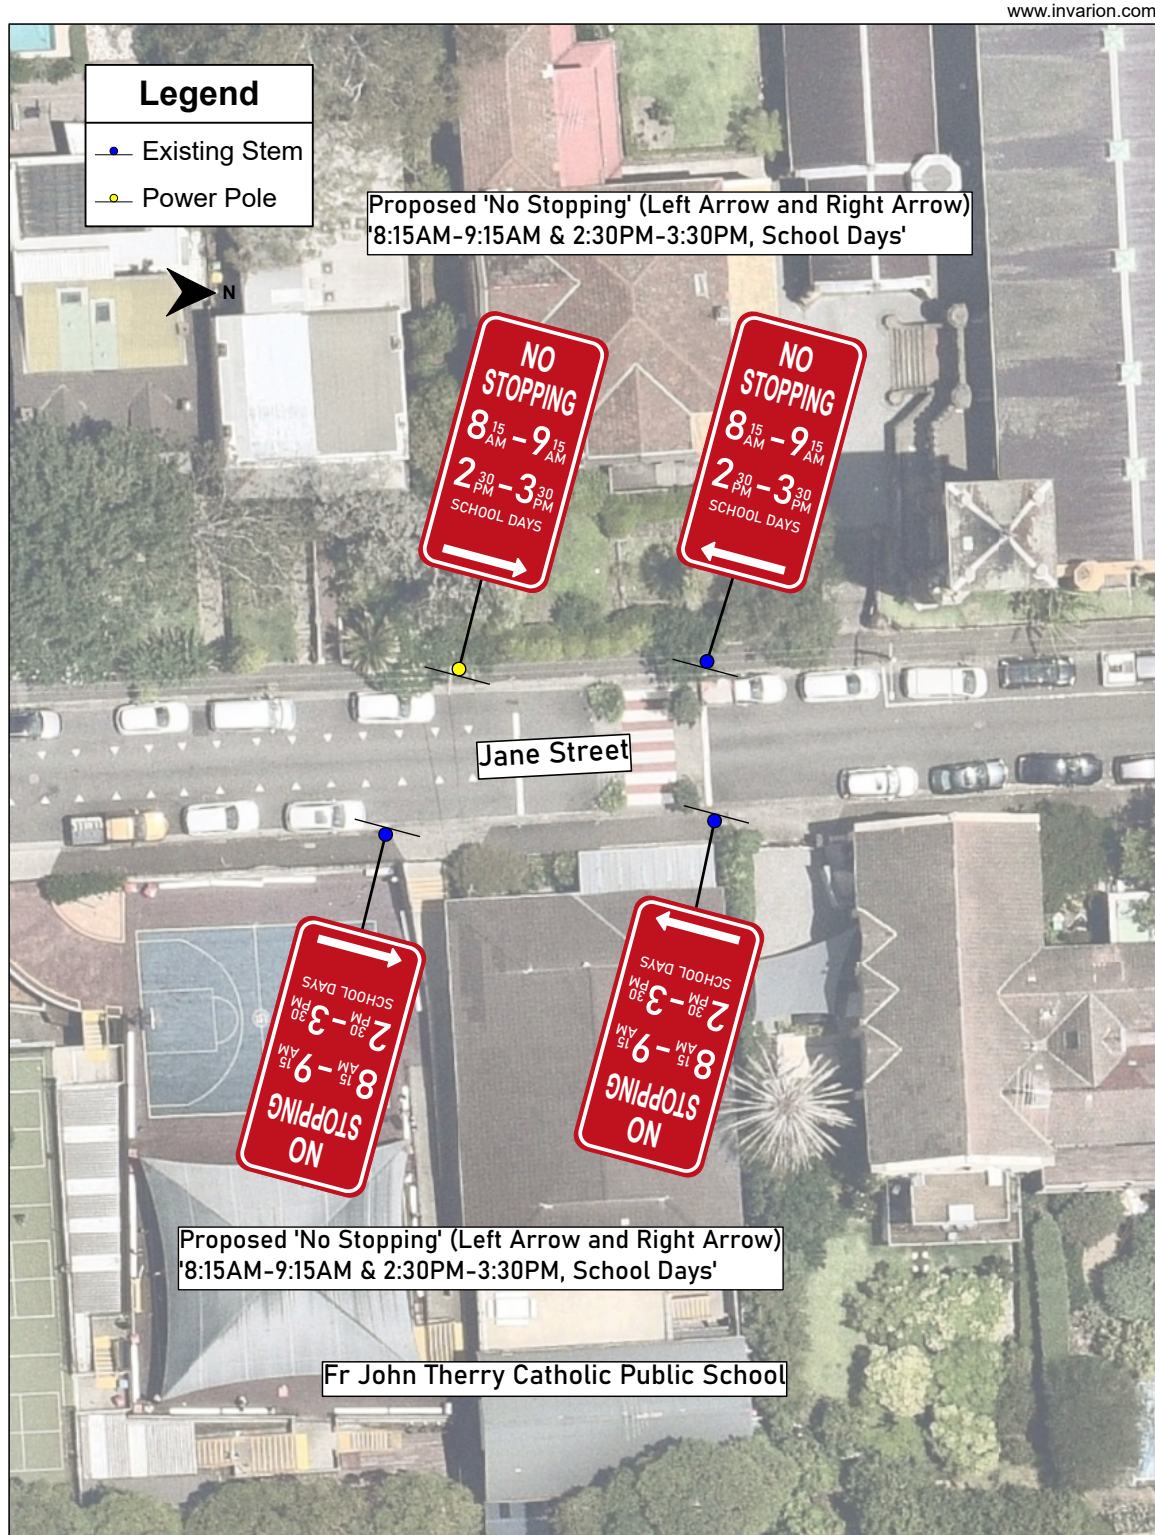 www.invarion.com
Legend
Existing Stem
Power Pole
Proposed 'No Stopping' (Left Arrow and Right Arrow)
'8:15AM-9:15AM & 2:30PM-3:30PM, School Days'
N
NO
STOPPING
8 15 AM - 9 15 AM
2 30 PM - 3 30 PM
SCHOOL DAYS
NO
STOPPING
8 15 AM - 9 15 AM
2 30 PM - 3 30 PM
SCHOOL DAYS
Jane Street
NO
STOPPING
8 15 AM - 9 15 AM
2 30 PM - 3 30 PM
SCHOOL DAYS
NO
STOPPING
8 15 AM - 9 15 AM
2 30 PM - 3 30 PM
SCHOOL DAYS
Proposed 'No Stopping' (Left Arrow and Right Arrow)
'8:15AM-9:15AM & 2:30PM-3:30PM, School Days'
Fr John Therry Catholic Public School